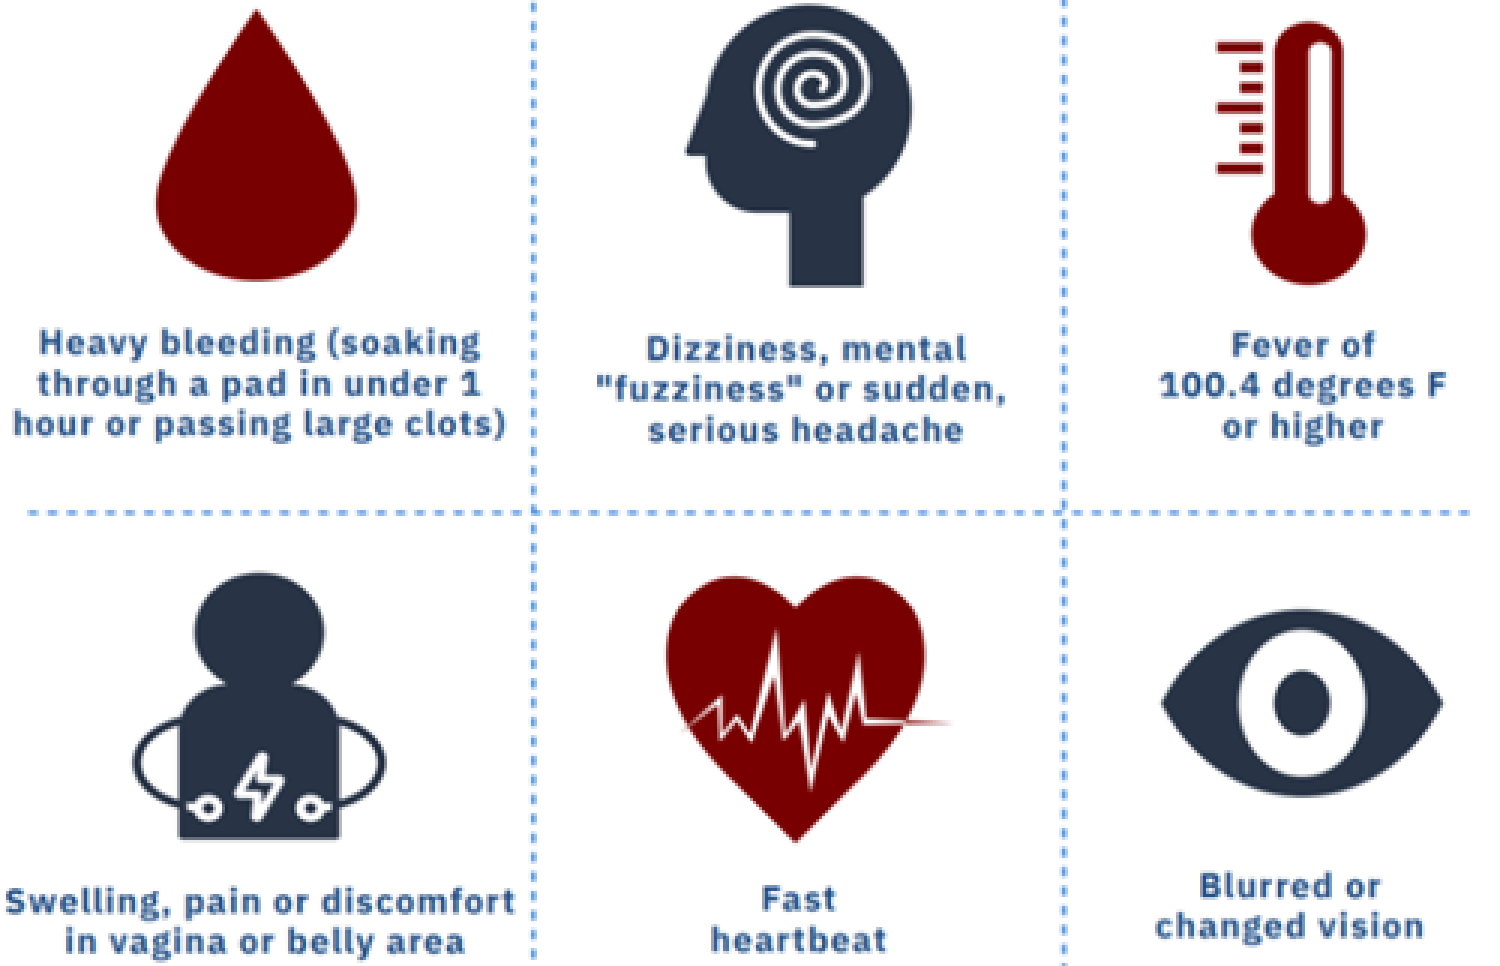 Heavy bleeding (soaking
through a pad in under 1
hour or passing large clots)
Dizziness, mental
"fuzziness" or sudden,
serious headache
Fever of
100.4 degrees F
or higher
Swelling, pain or discomfort
in vagina or belly area
Fast
heartbeat
Blurred or
changed vision